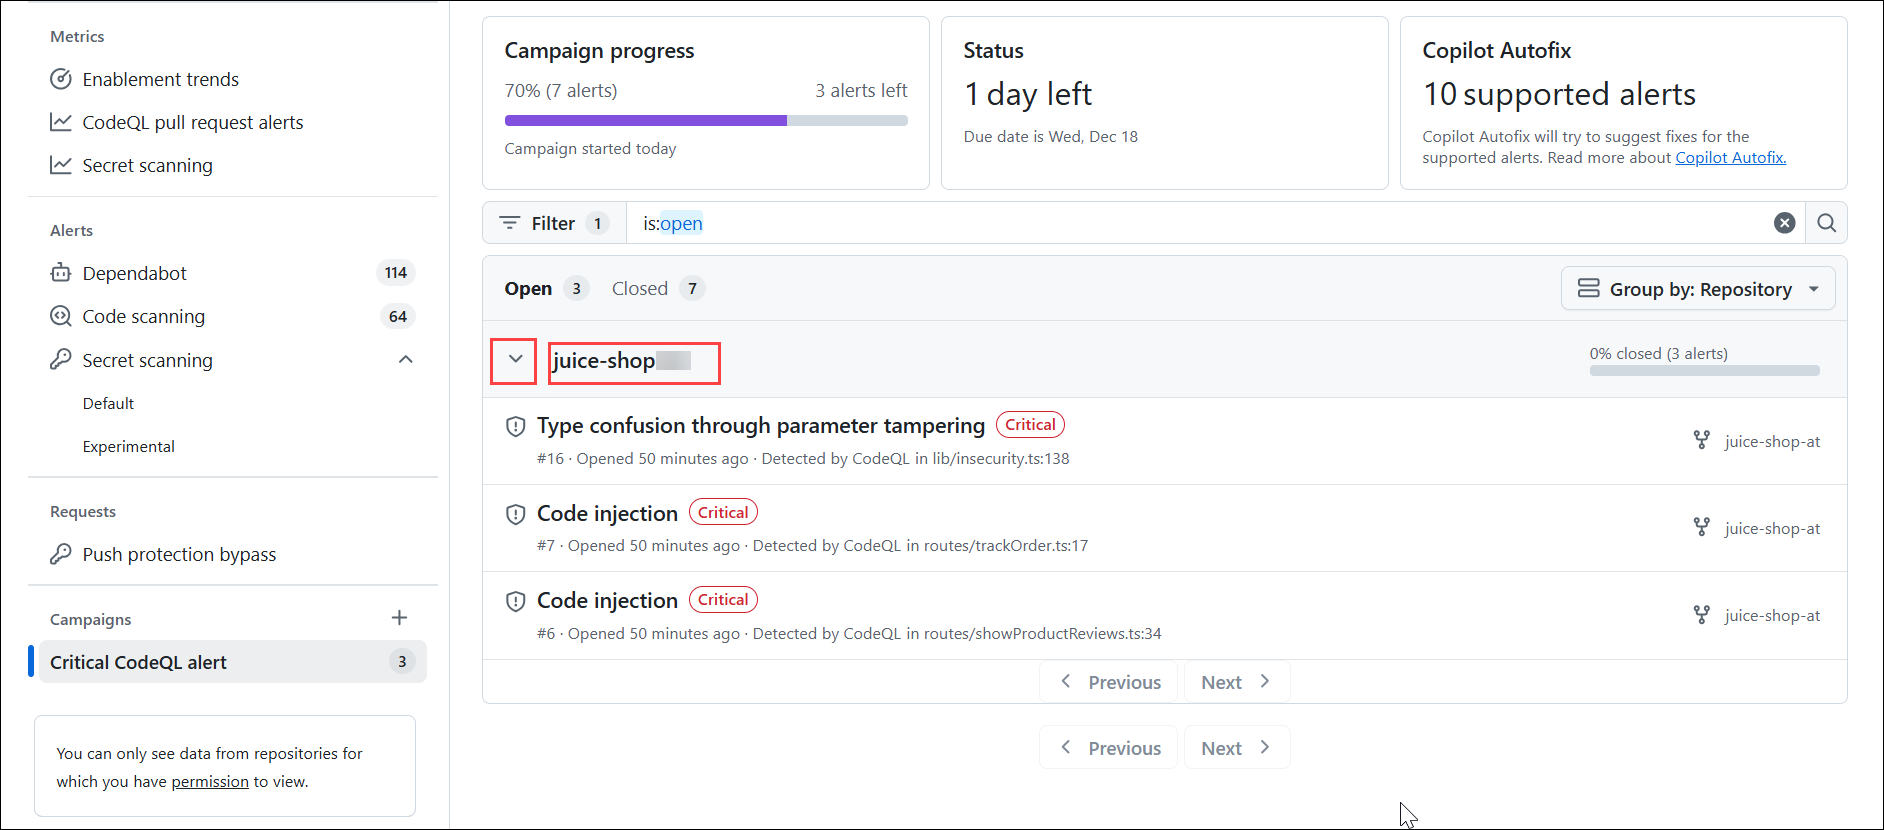 Metrics
Enablement trends
CodeQL pull request alerts
Secret scanning
Alerts
Dependabot 114
Code scanning 64
Secret scanning
Default
Experimental
Requests
Push protection bypass
Campaigns
Critical CodeQL alert 3
You can only see data from repositories for
which you have permission to view.
Campaign progress
70% (7 alerts) 3 alerts left
Campaign started today
Status
1 day left
Due date is Wed, Dec 18
Copilot Autofix
10 supported alerts
Copilot Autofix will try to suggest fixes for the
supported alerts. Read more about Copilot Autofix.
Filter 1 is:open
Open 3 Closed 7 Group by: Repository
juice-shop 0% closed (3 alerts)
Type confusion through parameter tampering Critical
#16 · Opened 50 minutes ago · Detected by CodeQL in lib/insecurity.ts:138
juice-shop-at
Code injection Critical
#7 · Opened 50 minutes ago · Detected by CodeQL in routes/trackOrder.ts:17
juice-shop-at
Code injection Critical
#6 · Opened 50 minutes ago · Detected by CodeQL in routes/showProductReviews.ts:34
juice-shop-at
Previous Next
Previous Next